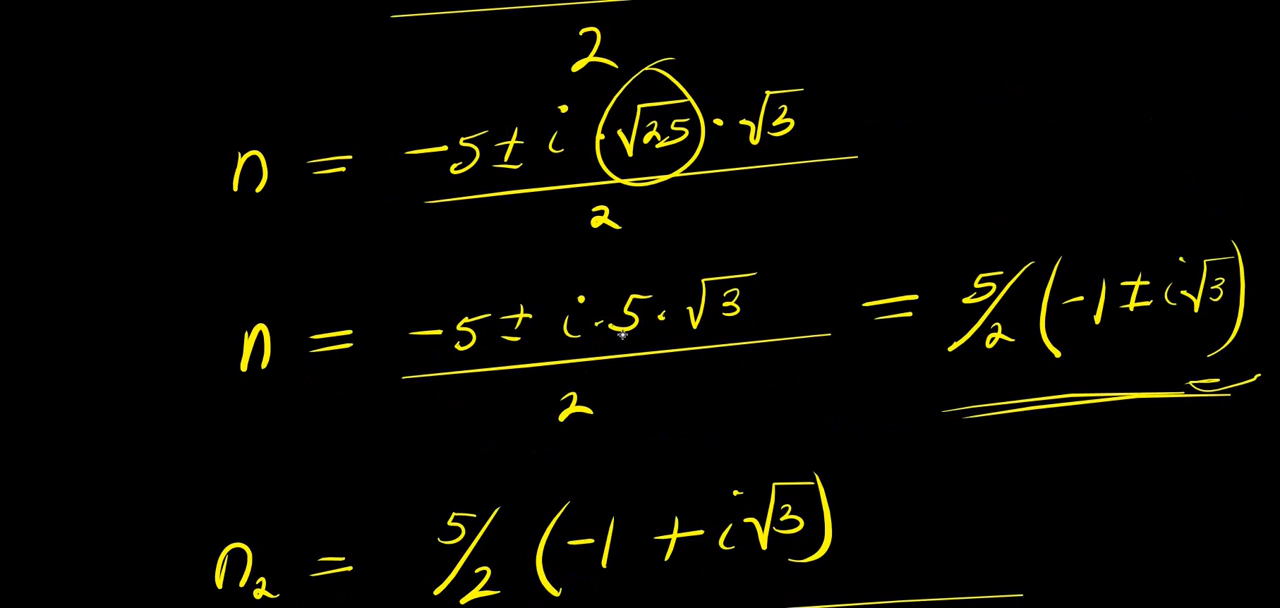 2
n = -5 ± i · √25 · √3
2
n = -5 ± i · 5 · √3 = 5/2 (-1 ± i√3)
2
n₂ = 5/2 (-1 + i√3)